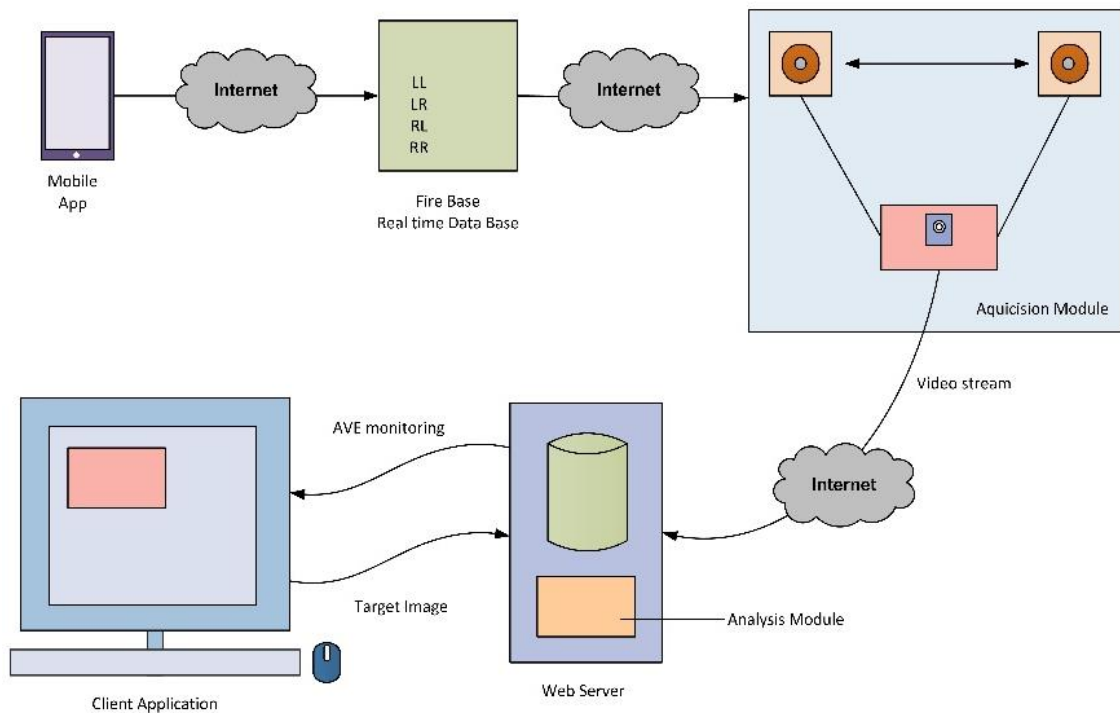 Internet
LL
LR
RL
RR
Internet
Mobile
App
Fire Base
Real time Data Base
Aquicision Module
Video stream
AVE monitoring
Internet
Target Image
Analysis Module
Client Application
Web Server